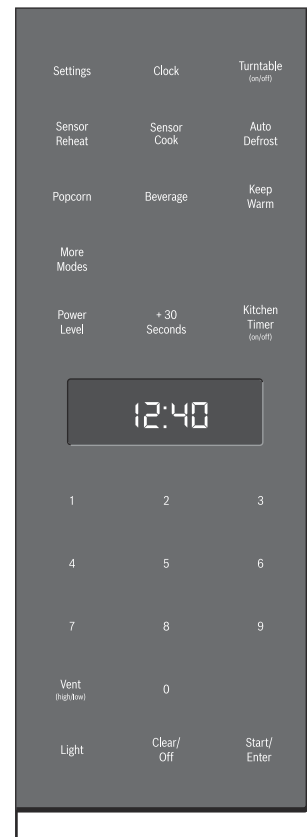 Settings Clock Turntable
(on/off)
Sensor Sensor Auto
Reheat Cook Defrost
Popcorn Beverage Keep
Warm
More
Modes
Power + 30 Kitchen
Level Seconds Timer
(on/off)
12:40
1 2 3
4 5 6
7 8 9
Vent 0
(high/low)
Light Clear/ Start/
Off Enter